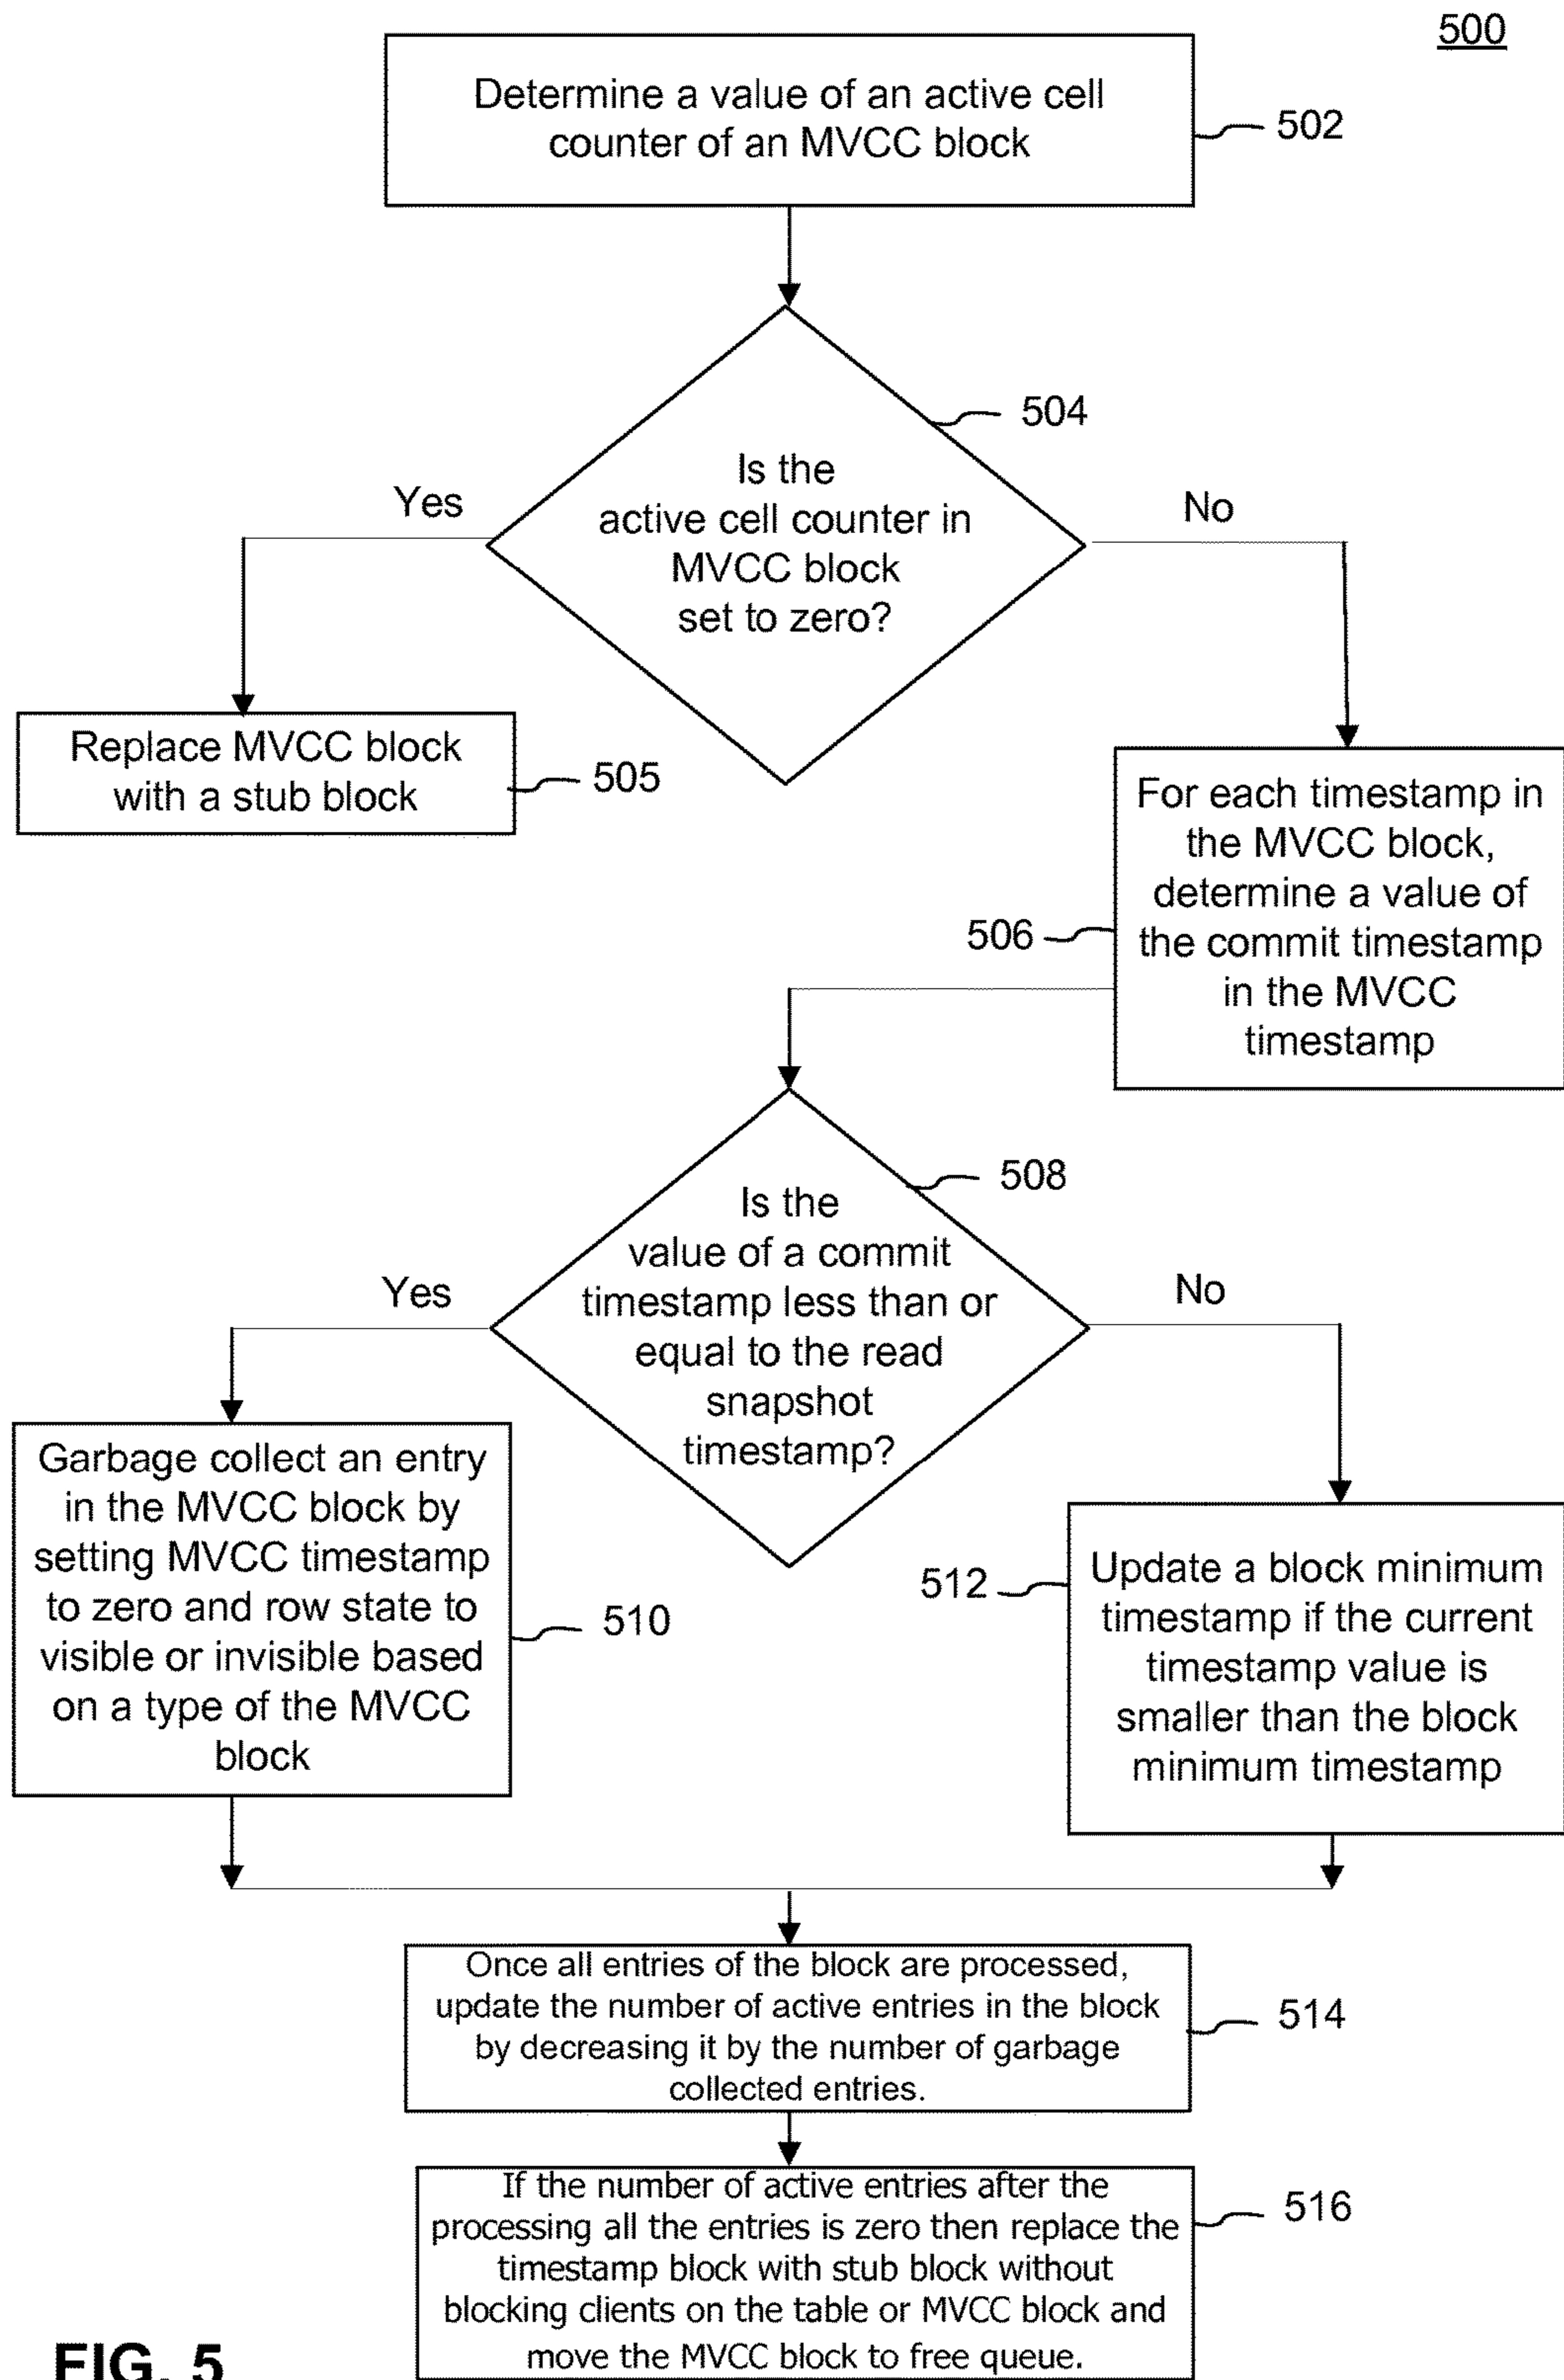 500
Determine a value of an active cell
counter of an MVCC block
502
504
Is the
active cell counter in
MVCC block
set to zero?
Yes
No
Replace MVCC block
with a stub block
505
For each timestamp in
the MVCC block,
determine a value of
the commit timestamp
in the MVCC
timestamp
506
508
Is the
value of a commit
timestamp less than or
equal to the read
snapshot
timestamp?
Yes
No
Garbage collect an entry
in the MVCC block by
setting MVCC timestamp
to zero and row state to
visible or invisible based
on a type of the MVCC
block
510
512
Update a block minimum
timestamp if the current
timestamp value is
smaller than the block
minimum timestamp
Once all entries of the block are processed,
update the number of active entries in the block
by decreasing it by the number of garbage
collected entries.
514
If the number of active entries after the
processing all the entries is zero then replace the
timestamp block with stub block without
blocking clients on the table or MVCC block and
move the MVCC block to free queue.
516
FIG. 5